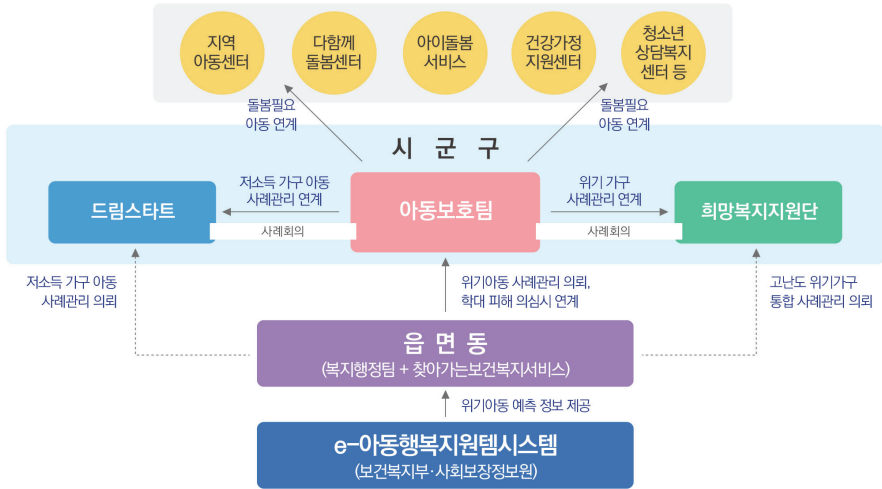 지역
아동센터
다함께
돌봄센터
아이돌봄
서비스
건강가정
지원센터
청소년
상담복지
센터 등
돌봄필요
아동 연계
돌봄필요
아동 연계
시 군 구
드림스타트
저소득 가구 아동
사례관리 연계
사례회의
아동보호팀
위기 가구
사례관리 연계
사례회의
희망복지지원단
저소득 가구 아동
사례관리 의뢰
위기아동 사례관리 의뢰,
학대 피해 의심시 연계
고난도 위기가구
통합 사례관리 의뢰
읍 면 동
(복지행정팀 + 찾아가는보건복지서비스)
위기아동 예측 정보 제공
e-아동행복지원템시스템
(보건복지부·사회보장정보원)